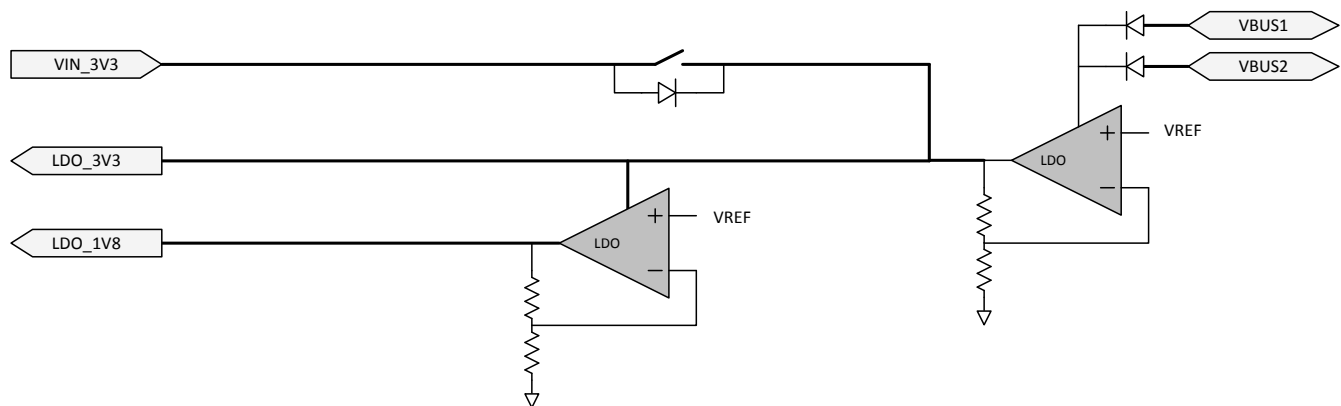 VBUS1
VIN_3V3
VBUS2
+
VREF
LDO_3V3
LDO
−
+
VREF
LDO_1V8
LDO
−